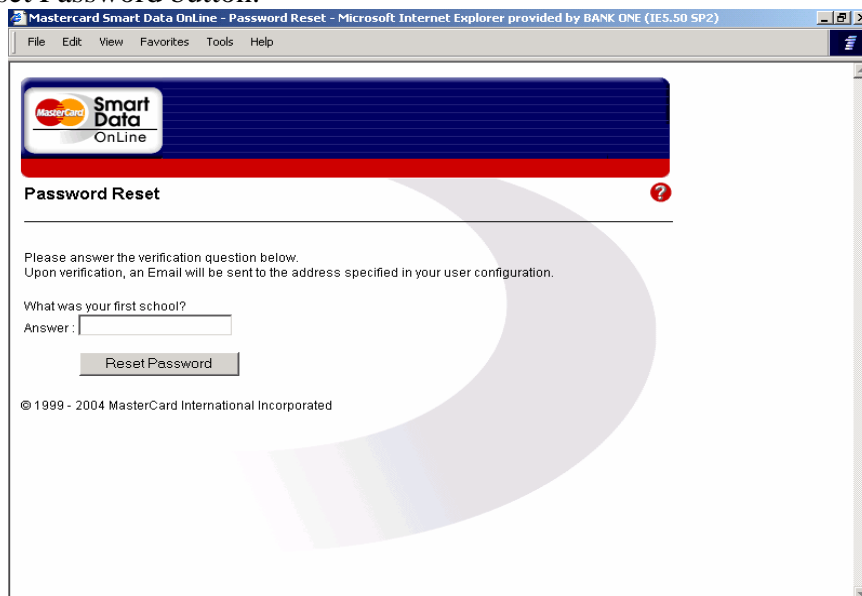 set Password button.
Mastercard Smart Data OnLine - Password Reset - Microsoft Internet Explorer provided by BANK ONE (IE5.50 SP2)
File Edit View Favorites Tools Help
MasterCard
Smart
Data
OnLine
Password Reset
?
Please answer the verification question below.
Upon verification, an Email will be sent to the address specified in your user configuration.
What was your first school?
Answer :
Reset Password
© 1999 - 2004 MasterCard International Incorporated